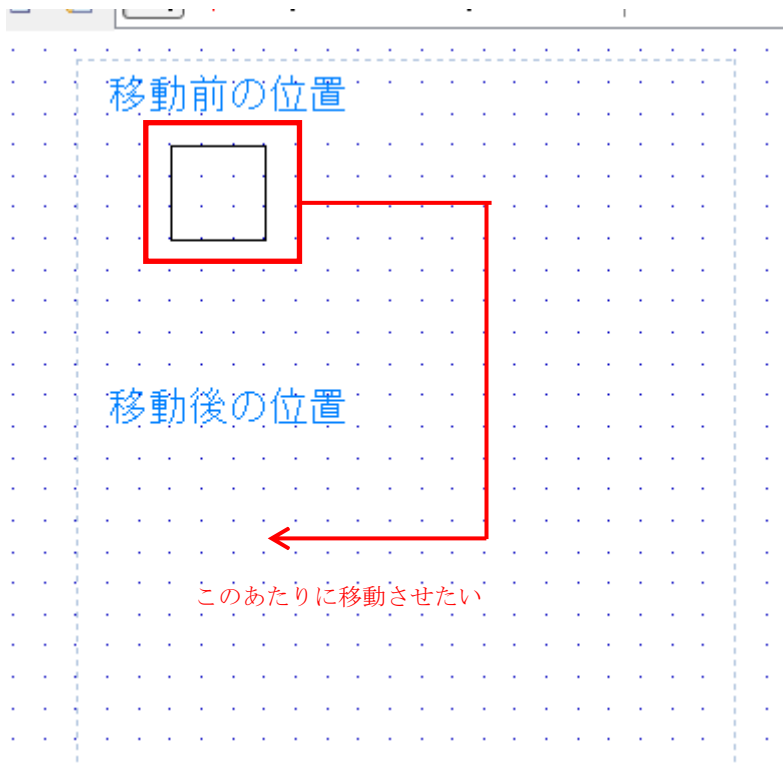 移動前の位置
移動後の位置
このあたりに移動させたい